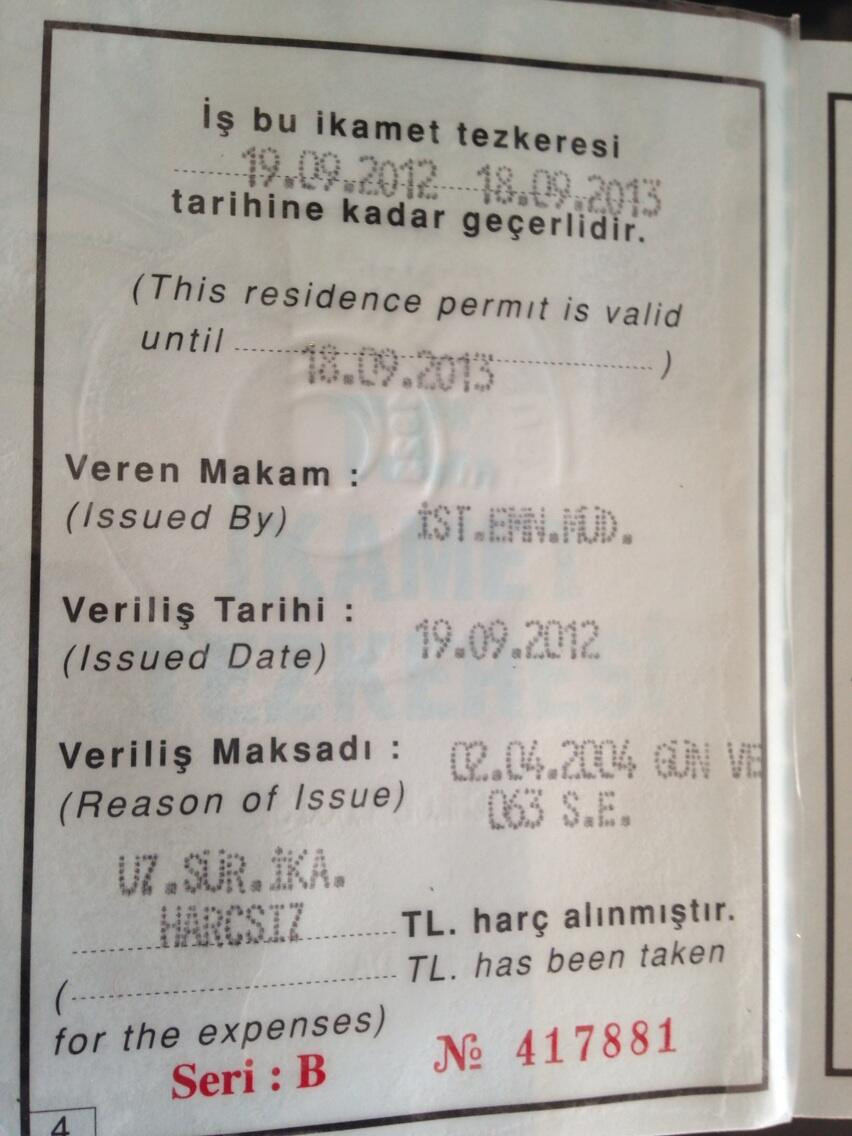 İş bu ikamet tezkeresi
19.09.2012 18.09.2013
tarihine kadar geçerlidir.
(This residence permıt is valid
until 18.09.2013 )
Veren Makam :
(Issued By) İST.EMN.MÜD.
Veriliş Tarihi :
(Issued Date) 19.09.2012
Veriliş Maksadı : 02.04.2004 GÜN VE
(Reason of Issue) 063 S.E.
UZ.SÜR.İKA.
HARCSIZ TL. harç alınmıştır.
( TL. has been taken
for the expenses)
Seri : B № 417881
4
İKAMET
TEZKERESİ